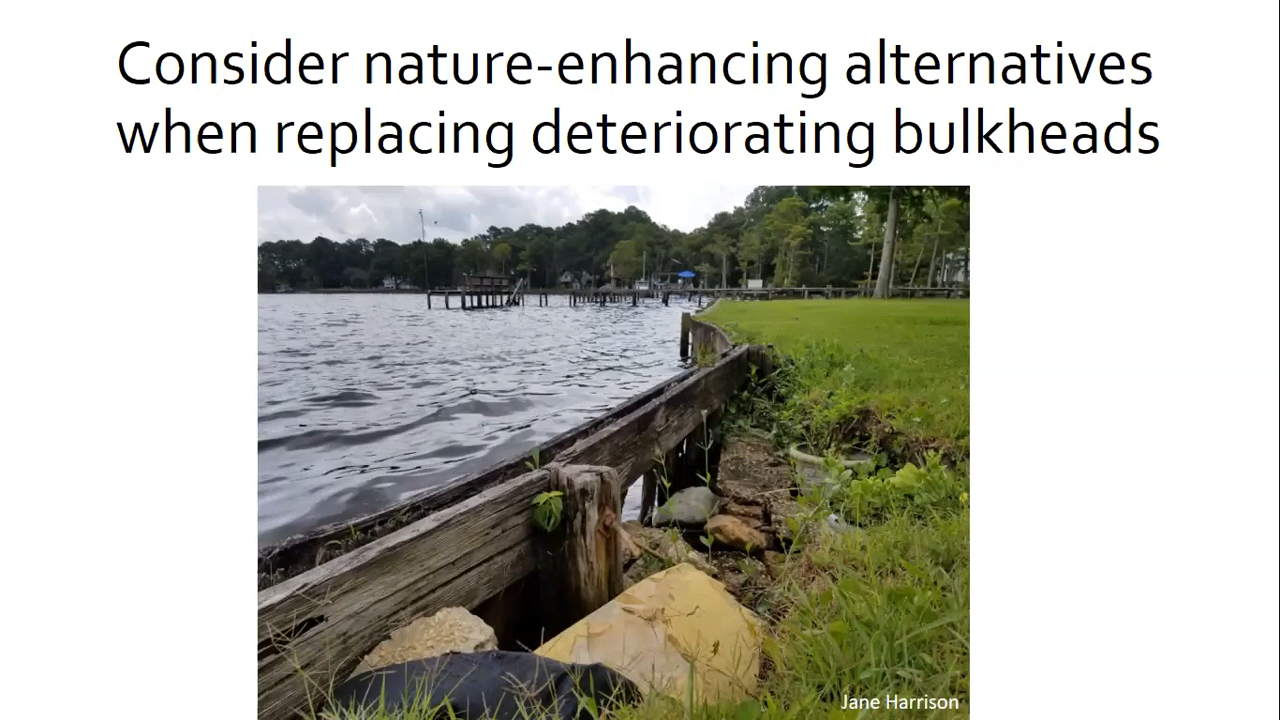 Consider nature-enhancing alternatives
when replacing deteriorating bulkheads
Jane Harrison